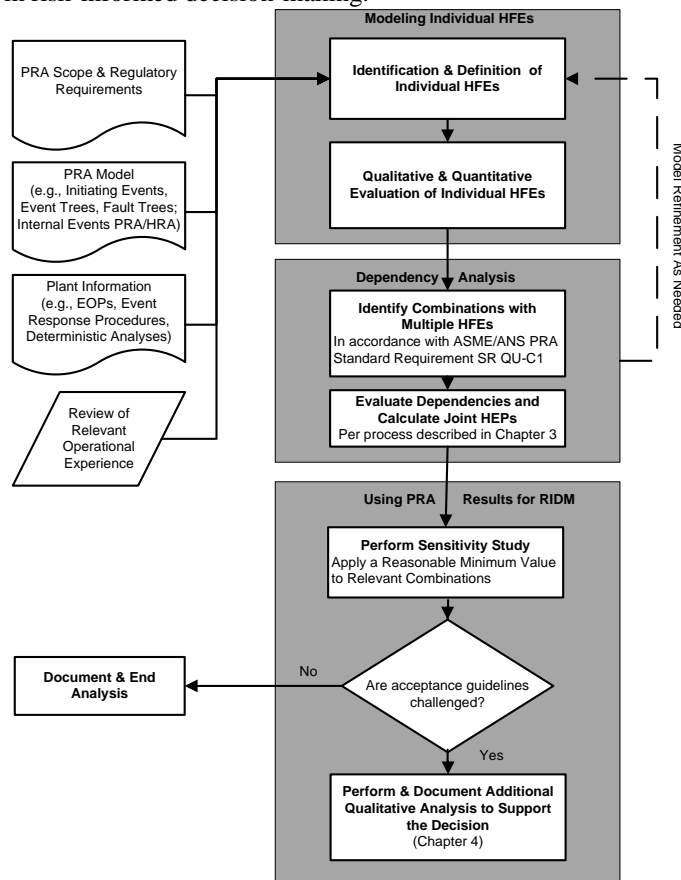 in risk-informed decision-making.
Modeling Individual HFEs
PRA Scope & Regulatory
Requirements
Identification & Definition of
Individual HFEs
PRA Model
(e.g., Initiating Events,
Event Trees, Fault Trees;
Internal Events PRA/HRA)
Qualitative & Quantitative
Evaluation of Individual HFEs
Model Refinement As Needed
Plant Information
(e.g., EOPs, Event
Response Procedures,
Deterministic Analyses)
Dependency Analysis
Identify Combinations with
Multiple HFEs
In accordance with ASME/ANS PRA
Standard Requirement SR QU-C1
Review of
Relevant
Operational
Experience
Evaluate Dependencies and
Calculate Joint HEPs
Per process described in Chapter 3
Using PRA Results for RIDM
Perform Sensitivity Study
Apply a Reasonable Minimum Value
to Relevant Combinations
Are acceptance guidelines
challenged?
No
Document & End
Analysis
Yes
Perform & Document Additional
Qualitative Analysis to Support
the Decision
(Chapter 4)